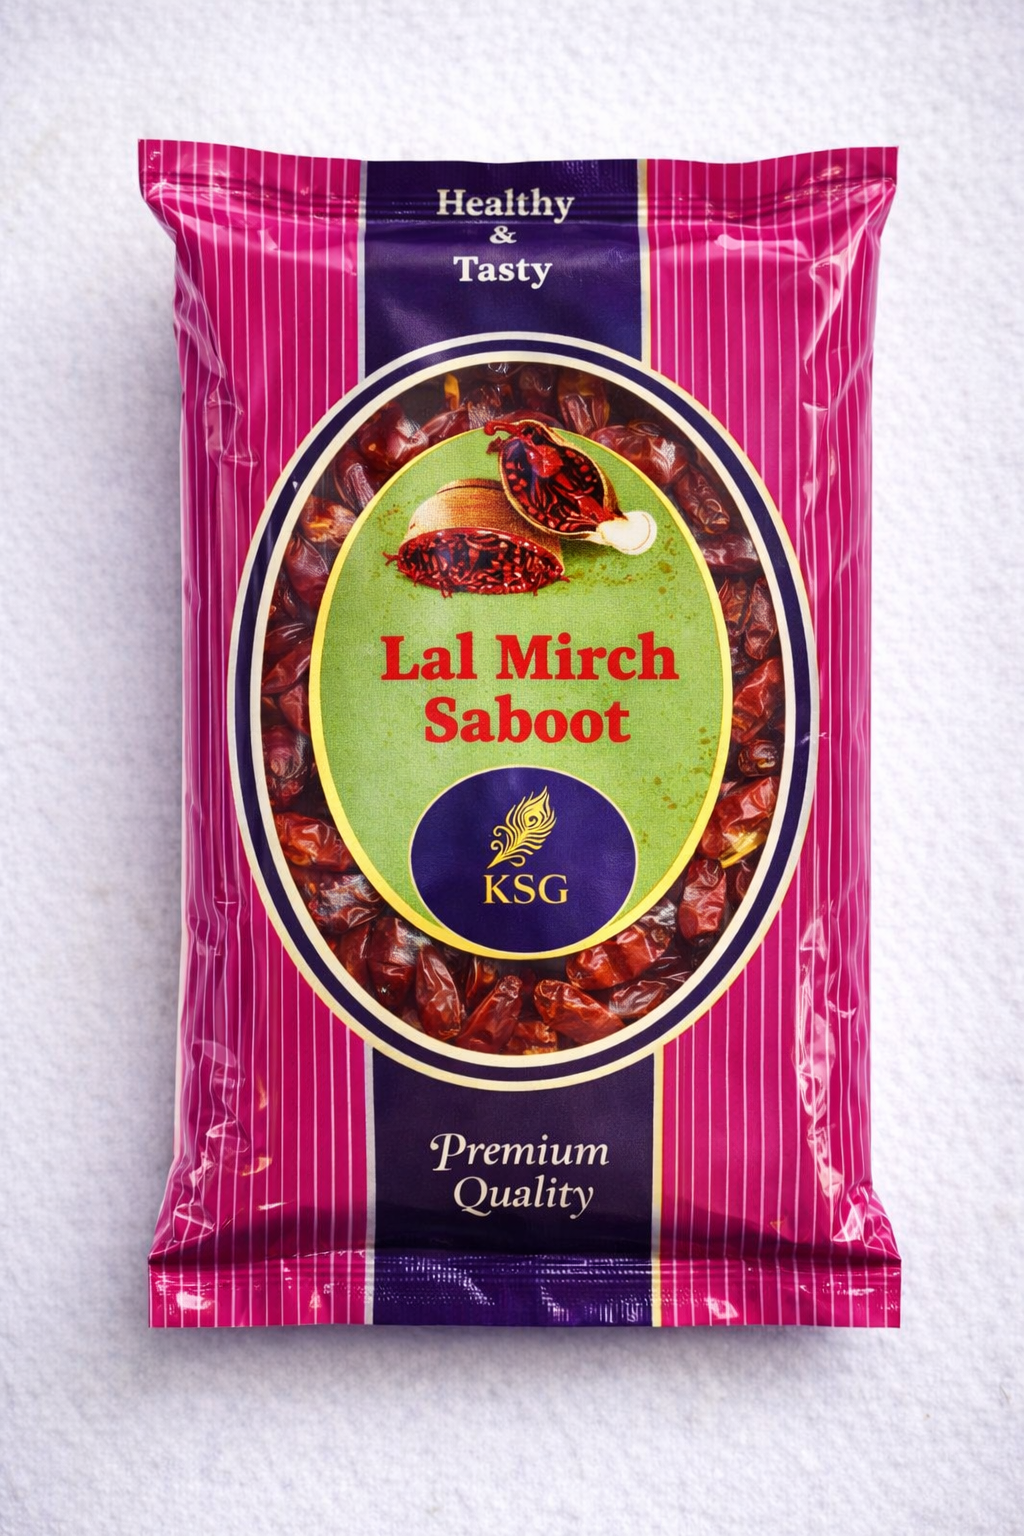 Healthy
&
Tasty
Lal Mirch
Saboot
KSG
Premium
Quality